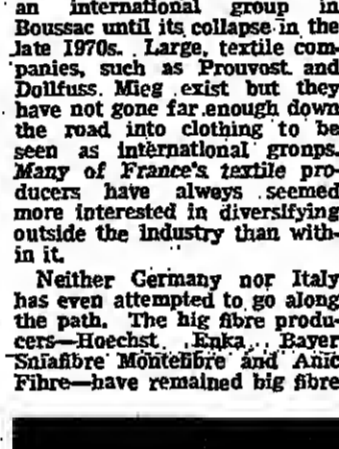 an international group in
Boussac until its collapse in the
late 1970s. Large, textile com-
panies, such as Prouvost and
Dollfuss. Mieg exist but they
have not gone far enough down
the road into clothing to be
seen as international gronps.
Many of France's textile pro-
ducers have always seemed
more interested in diversifying
outside the industry than with-
in it.
Neither Germany nor Italy
has even attempted to go along
the path. The big fibre produ-
cers—Hoechst, Enka, Bayer
Sniafibre Montefibre and Anic
Fibre—have remained big fibre